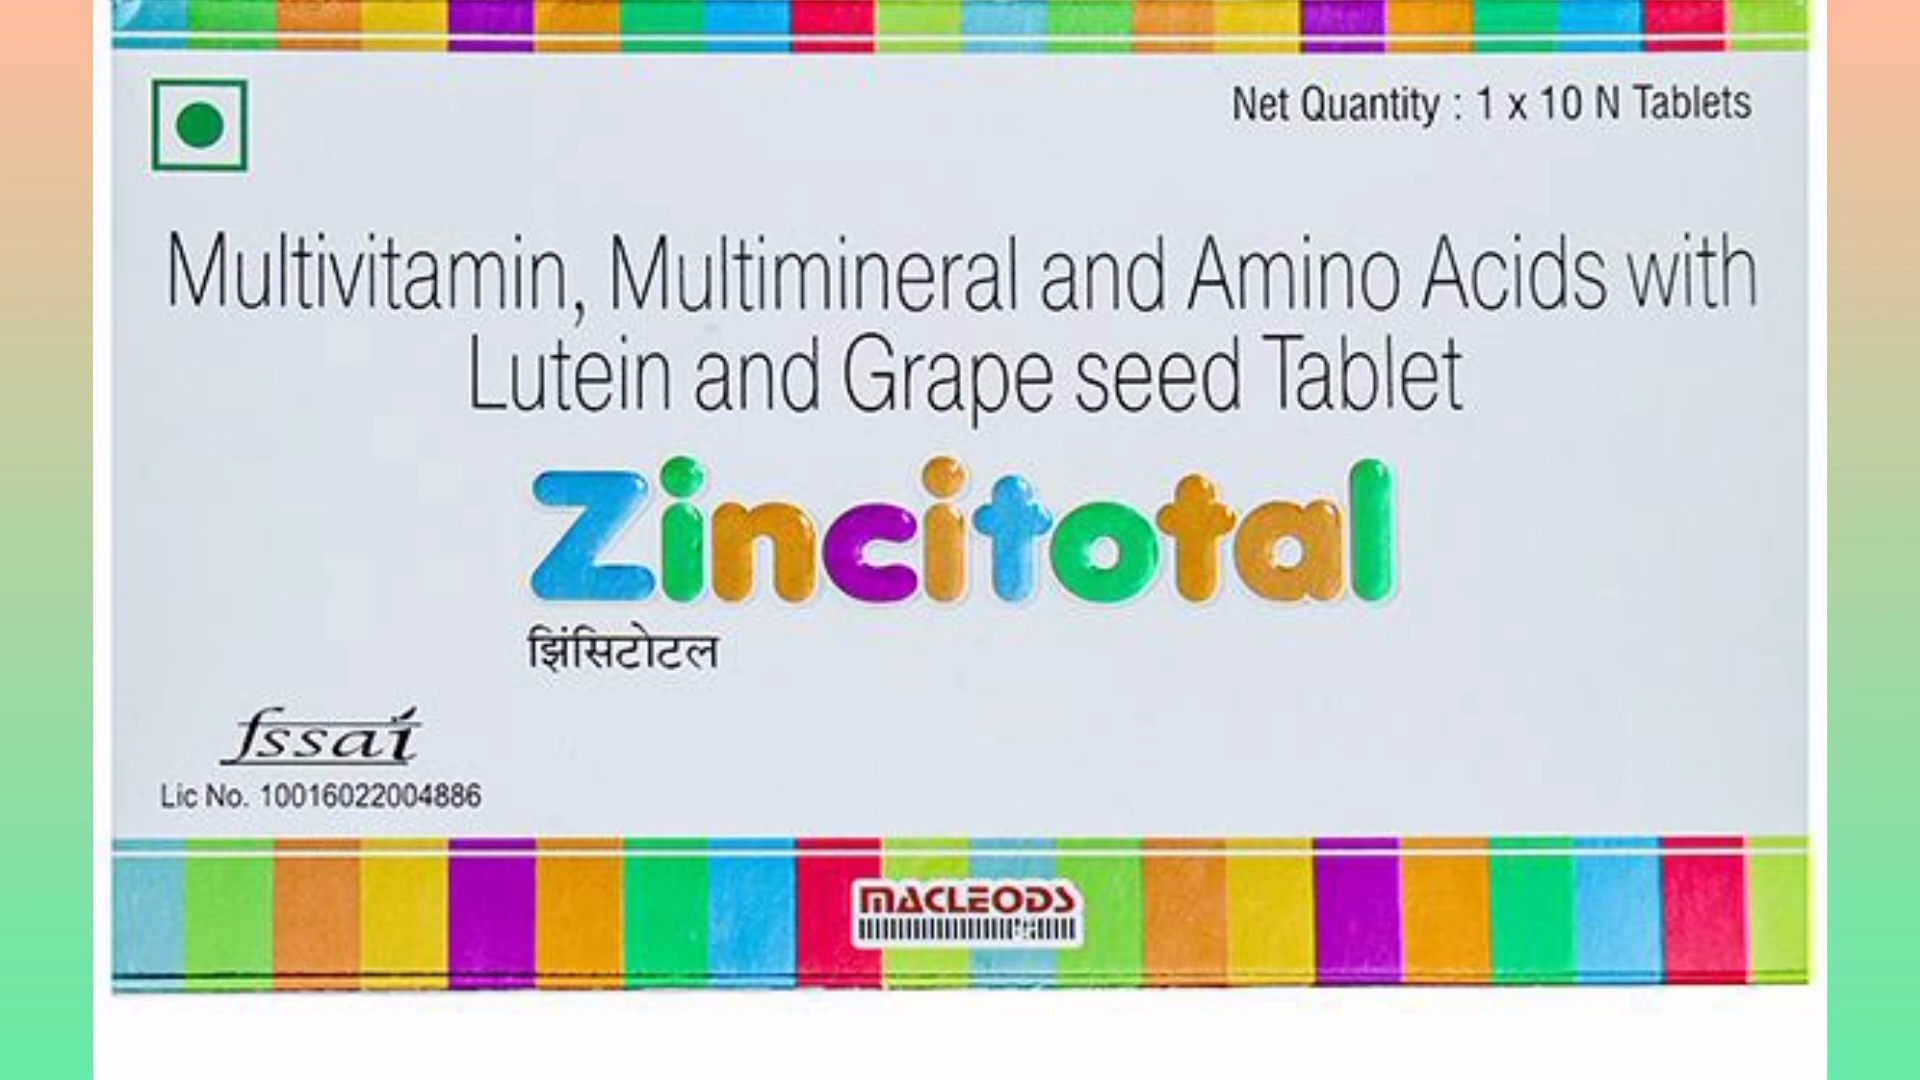 Net Quantity : 1 x 10 N Tablets
Multivitamin, Multimineral and Amino Acids with
Lutein and Grape seed Tablet
Zincitotal
झिंसिटोटल
fssai
Lic No. 10016022004886
MACLEODS